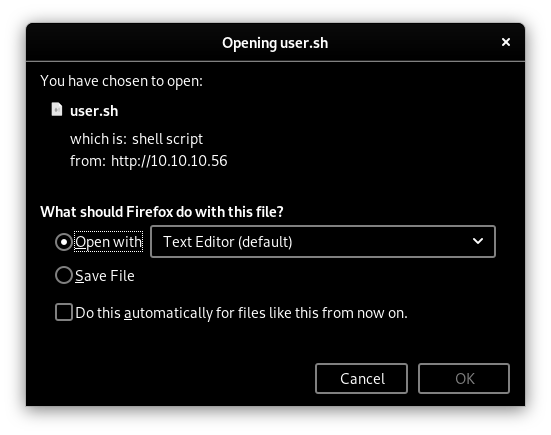 Opening user.sh
×
You have chosen to open:
user.sh
which is: shell script
from: http://10.10.10.56
What should Firefox do with this file?
Open with Text Editor (default)
Save File
Do this automatically for files like this from now on.
Cancel OK